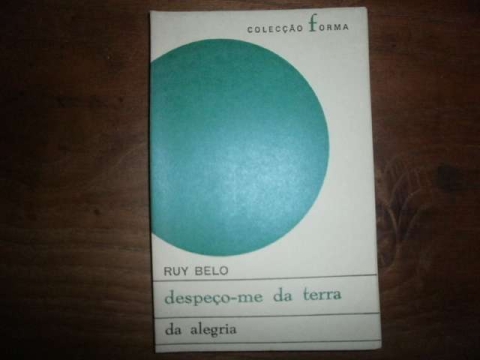 COLECÇÃO FORMA
RUY BELO
despeço-me da terra
da alegria